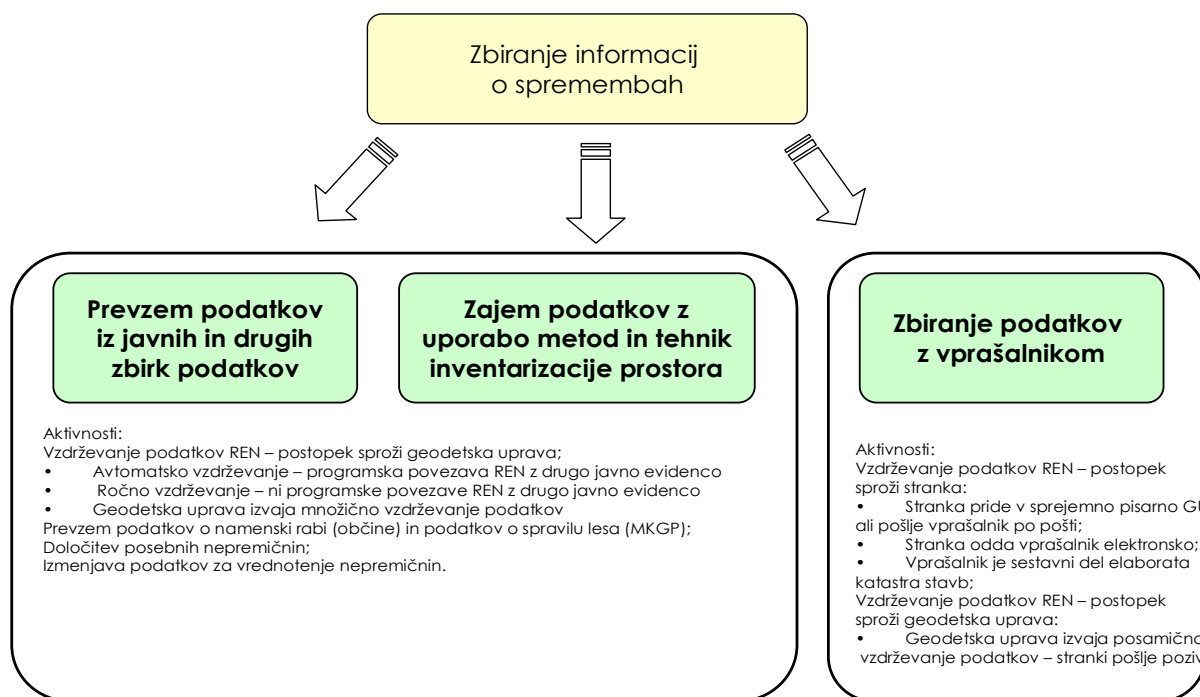 Zbiranje informacij
o spremembah
Prevzem podatkov
iz javnih in drugih
zbirk podatkov
Zajem podatkov z
uporabo metod in tehnik
inventarizacije prostora
Aktivnosti:
Vzdrževanje podatkov REN – postopek sproži geodetska uprava;
• Avtomatsko vzdrževanje – programska povezava REN z drugo javno evidenco
• Ročno vzdrževanje – ni programske povezave REN z drugo javno evidenco
• Geodetska uprava izvaja množično vzdrževanje podatkov
Prevzem podatkov o namenski rabi (občine) in podatkov o spravilu lesa (MKGP);
Določitev posebnih nepremičnin;
Izmenjava podatkov za vrednotenje nepremičnin.
Zbiranje podatkov
z vprašalnikom
Aktivnosti:
Vzdrževanje podatkov REN – postopek
sproži stranka:
• Stranka pride v sprejemno pisarno
ali pošlje vprašalnik po pošti;
• Stranka odda vprašalnik elektronsko;
• Vprašalnik je sestavni del elaborata
katastra stavb;
Vzdrževanje podatkov REN – postopek
sproži geodetska uprava:
• Geodetska uprava izvaja posamično
vzdrževanje podatkov – stranki pošlje poziv